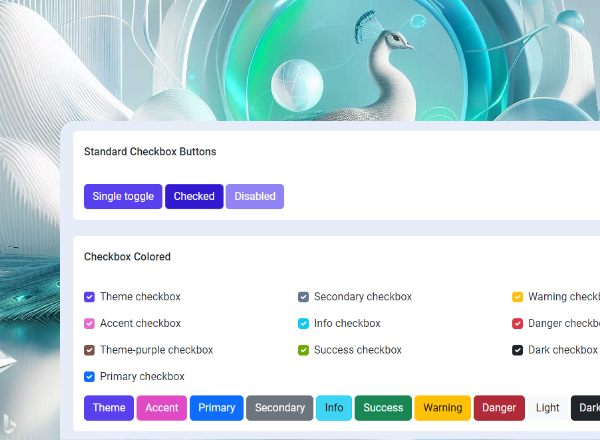 Standard Checkbox Buttons
Single toggle Checked Disabled
Checkbox Colored
Theme checkbox Secondary checkbox Warning
Accent checkbox Info checkbox Danger
Theme-purple checkbox Success checkbox Dark checkbox
Primary checkbox
Theme Accent Primary Secondary Info Success Warning Danger Light Dark